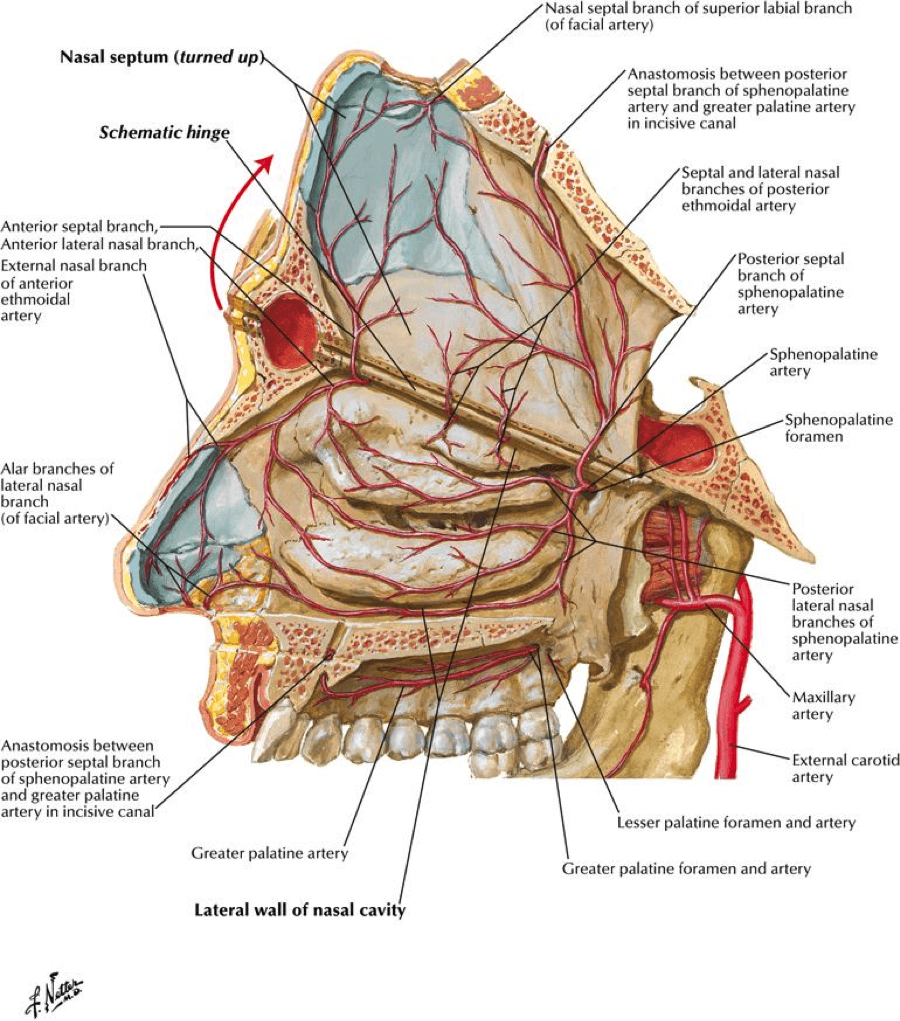 Nasal septal branch of superior labial branch
(of facial artery)
Nasal septum (turned up)
Anastomosis between posterior
septal branch of sphenopalatine
artery and greater palatine artery
in incisive canal
Schematic hinge
Septal and lateral nasal
branches of posterior
ethmoidal artery
Anterior septal branch,
Anterior lateral nasal branch,
External nasal branch
of anterior
ethmoidal
artery
Posterior septal
branch of
sphenopalatine
artery
Sphenopalatine
artery
Sphenopalatine
foramen
Alar branches of
lateral nasal
branch
(of facial artery)
Posterior
lateral nasal
branches of
sphenopalatine
artery
Maxillary
artery
Anastomosis between
posterior septal branch
of sphenopalatine artery
and greater palatine
artery in incisive canal
External carotid
artery
Lesser palatine foramen and artery
Greater palatine artery
Greater palatine foramen and artery
Lateral wall of nasal cavity
F. Netter
M.D.